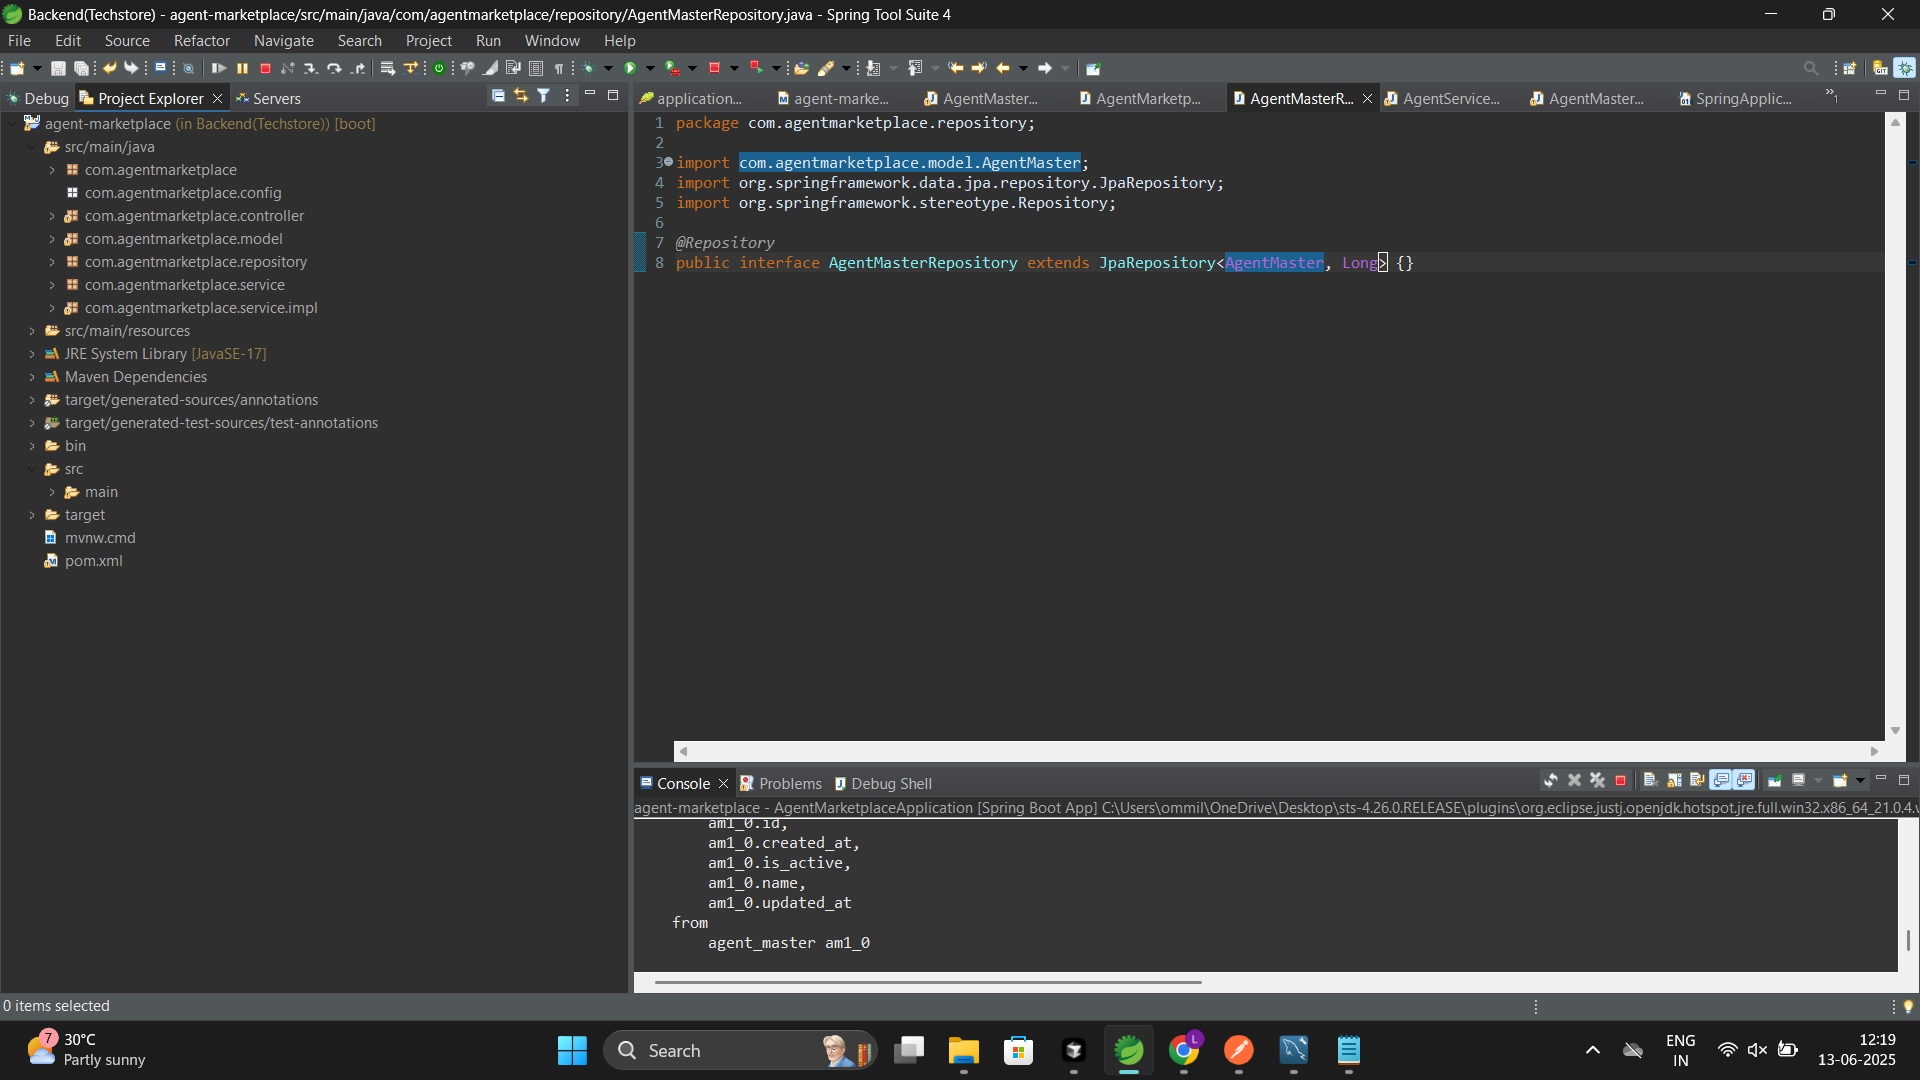 Backend(Techstore) - agent-marketplace/src/main/java/com/agentmarketplace/repository/AgentMasterRepository.java - Spring Tool Suite 4
File Edit Source Refactor Navigate Search Project Run Window Help
Debug Project Explorer Servers
agent-marketplace (in Backend(Techstore)) [boot]
src/main/java
com.agentmarketplace
com.agentmarketplace.config
com.agentmarketplace.controller
com.agentmarketplace.model
com.agentmarketplace.repository
com.agentmarketplace.service
com.agentmarketplace.service.impl
src/main/resources
JRE System Library [JavaSE-17]
Maven Dependencies
target/generated-sources/annotations
target/generated-test-sources/test-annotations
bin
src
main
target
mvnw.cmd
pom.xml
application... agent-marke... AgentMaster... AgentMarketp... AgentMasterR... AgentService... AgentMaster... SpringApplic... »1
1 package com.agentmarketplace.repository;
2
3 import com.agentmarketplace.model.AgentMaster;
4 import org.springframework.data.jpa.repository.JpaRepository;
5 import org.springframework.stereotype.Repository;
6
7 @Repository
8 public interface AgentMasterRepository extends JpaRepository<AgentMaster, Long> {}
Console Problems Debug Shell
agent-marketplace - AgentMarketplaceApplication [Spring Boot App] C:\Users\ommil\OneDrive\Desktop\sts-4.26.0.RELEASE\plugins\org.eclipse.justj.openjdk.hotspot.jre.full.win32.x86_64_21.0.4.v
am1_0.id,
am1_0.created_at,
am1_0.is_active,
am1_0.name,
am1_0.updated_at
from
agent_master am1_0
0 items selected
7
30°C
Partly sunny
Search
L
ENG
IN
12:19
13-06-2025